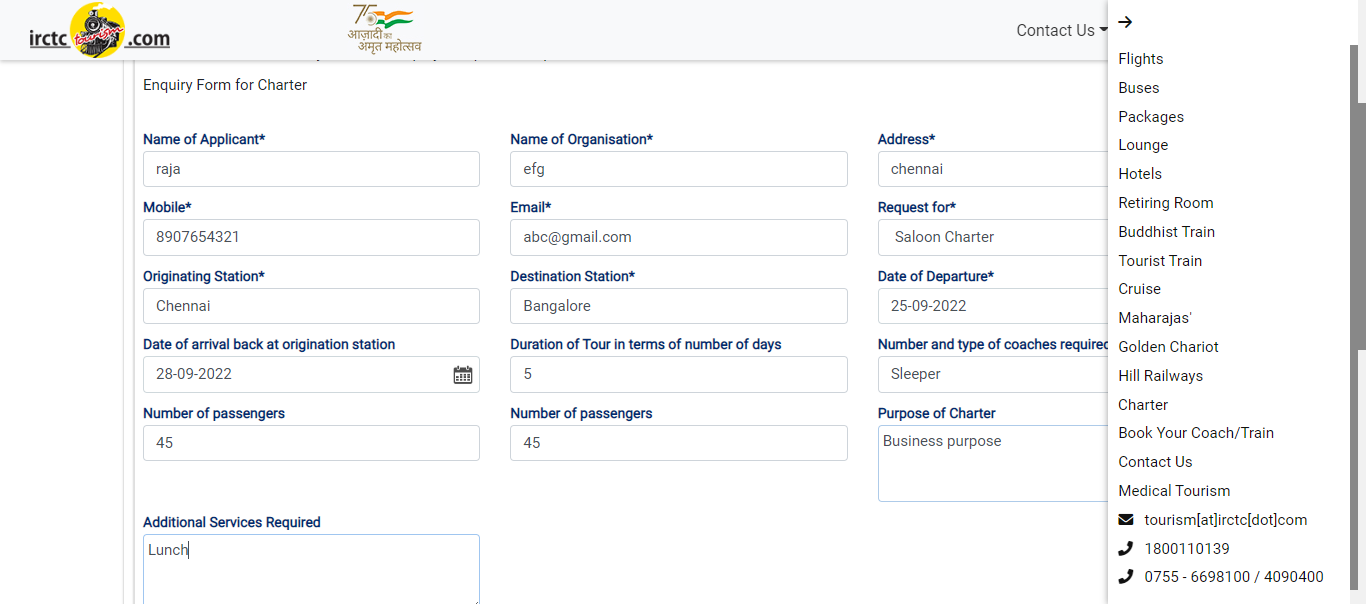 irctc tourism .com
75
आज़ादी का
अमृत महोत्सव
Contact Us
Enquiry Form for Charter
Name of Applicant*
Name of Organisation*
Address*
raja
efg
chennai
Mobile*
Email*
Request for*
8907654321
abc@gmail.com
Saloon Charter
Originating Station*
Destination Station*
Date of Departure*
Chennai
Bangalore
25-09-2022
Date of arrival back at origination station
Duration of Tour in terms of number of days
Number and type of coaches required
28-09-2022
5
Sleeper
Number of passengers
Number of passengers
Purpose of Charter
45
45
Business purpose
Additional Services Required
Lunch
Flights
Buses
Packages
Lounge
Hotels
Retiring Room
Buddhist Train
Tourist Train
Cruise
Maharajas'
Golden Chariot
Hill Railways
Charter
Book Your Coach/Train
Contact Us
Medical Tourism
tourism[at]irctc[dot]com
1800110139
0755 - 6698100 / 4090400